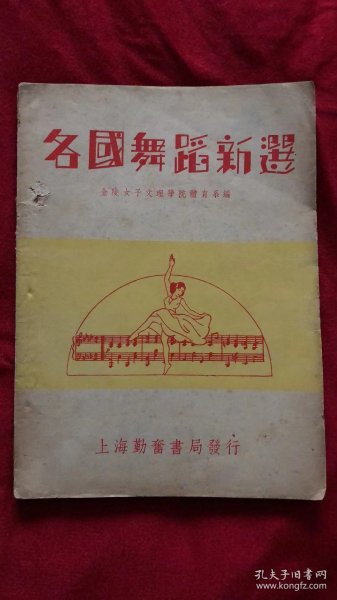 各國舞蹈新選
金陵女子文理學院體育系編
上海勤奮書局發行
孔夫子旧书网